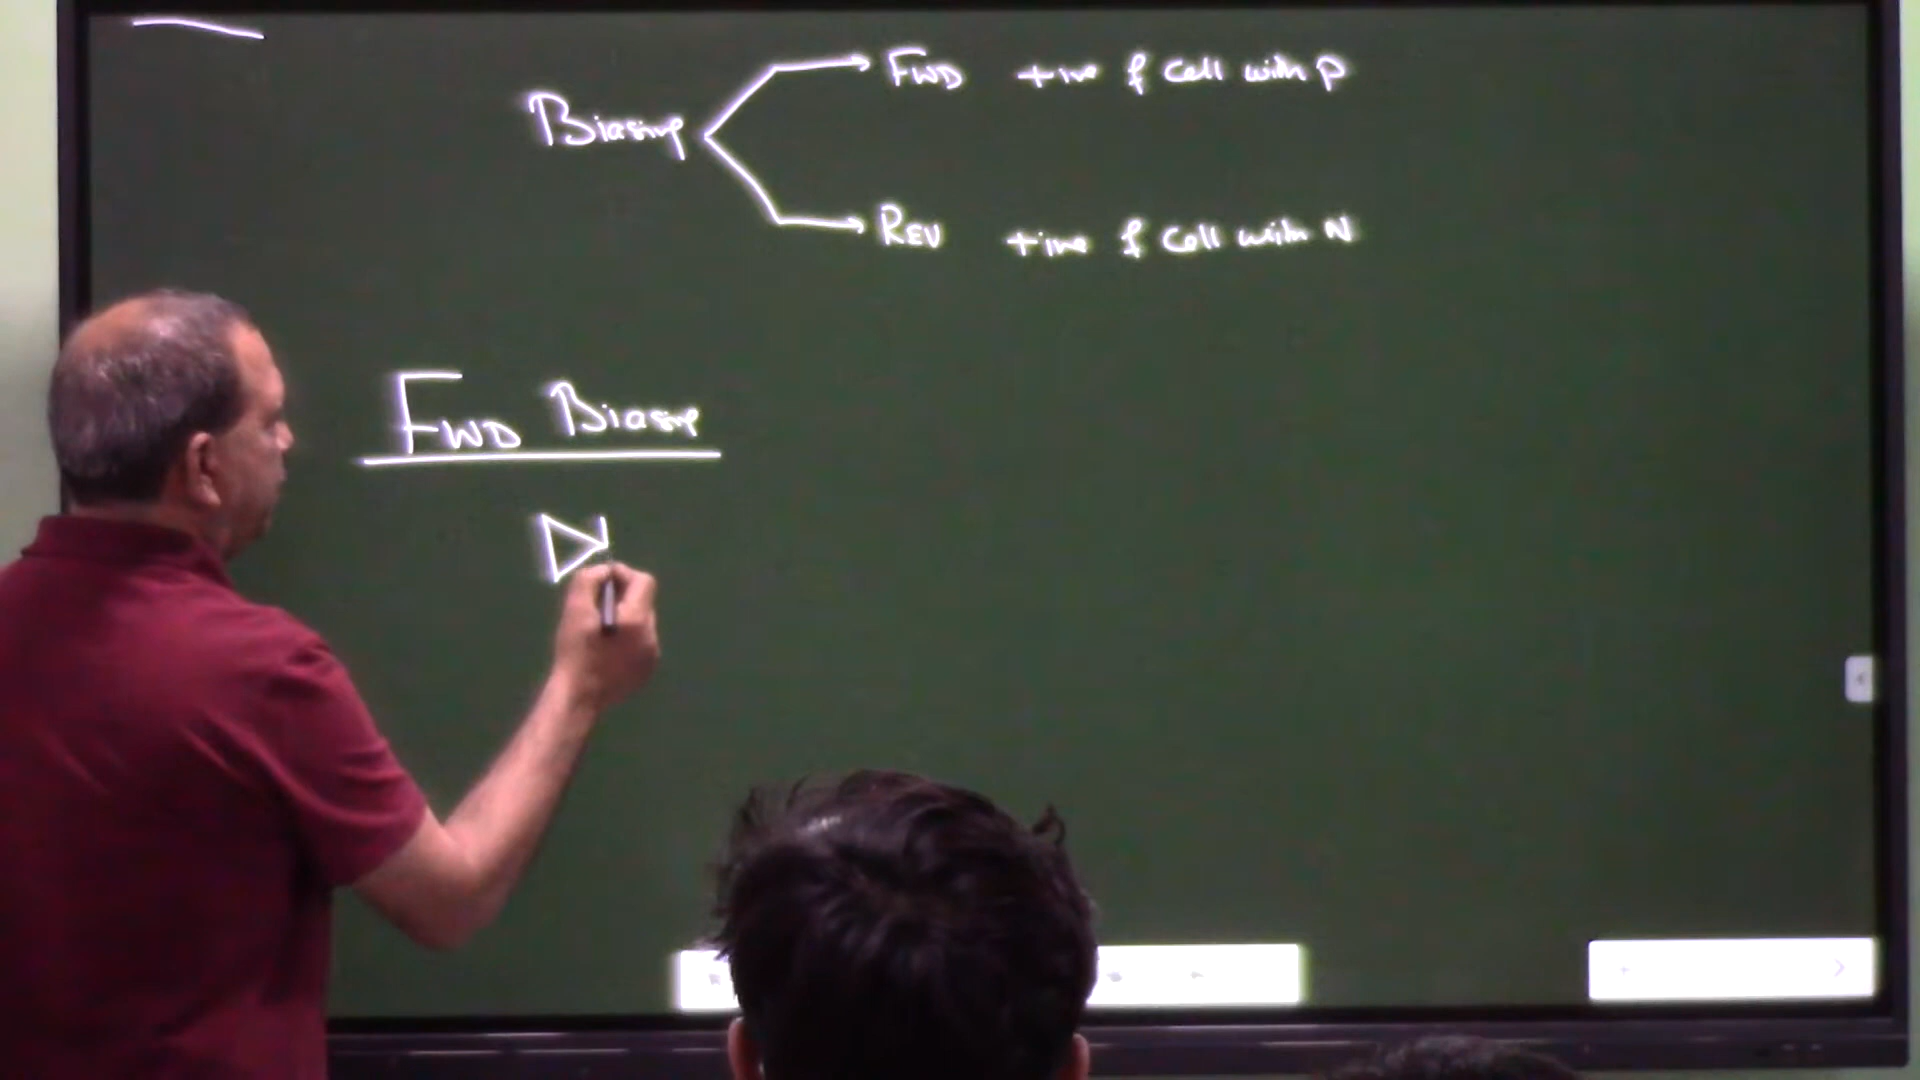 FWD +ive of cell with P
Biasing
REV +ive of cell with N
FWD Biasing